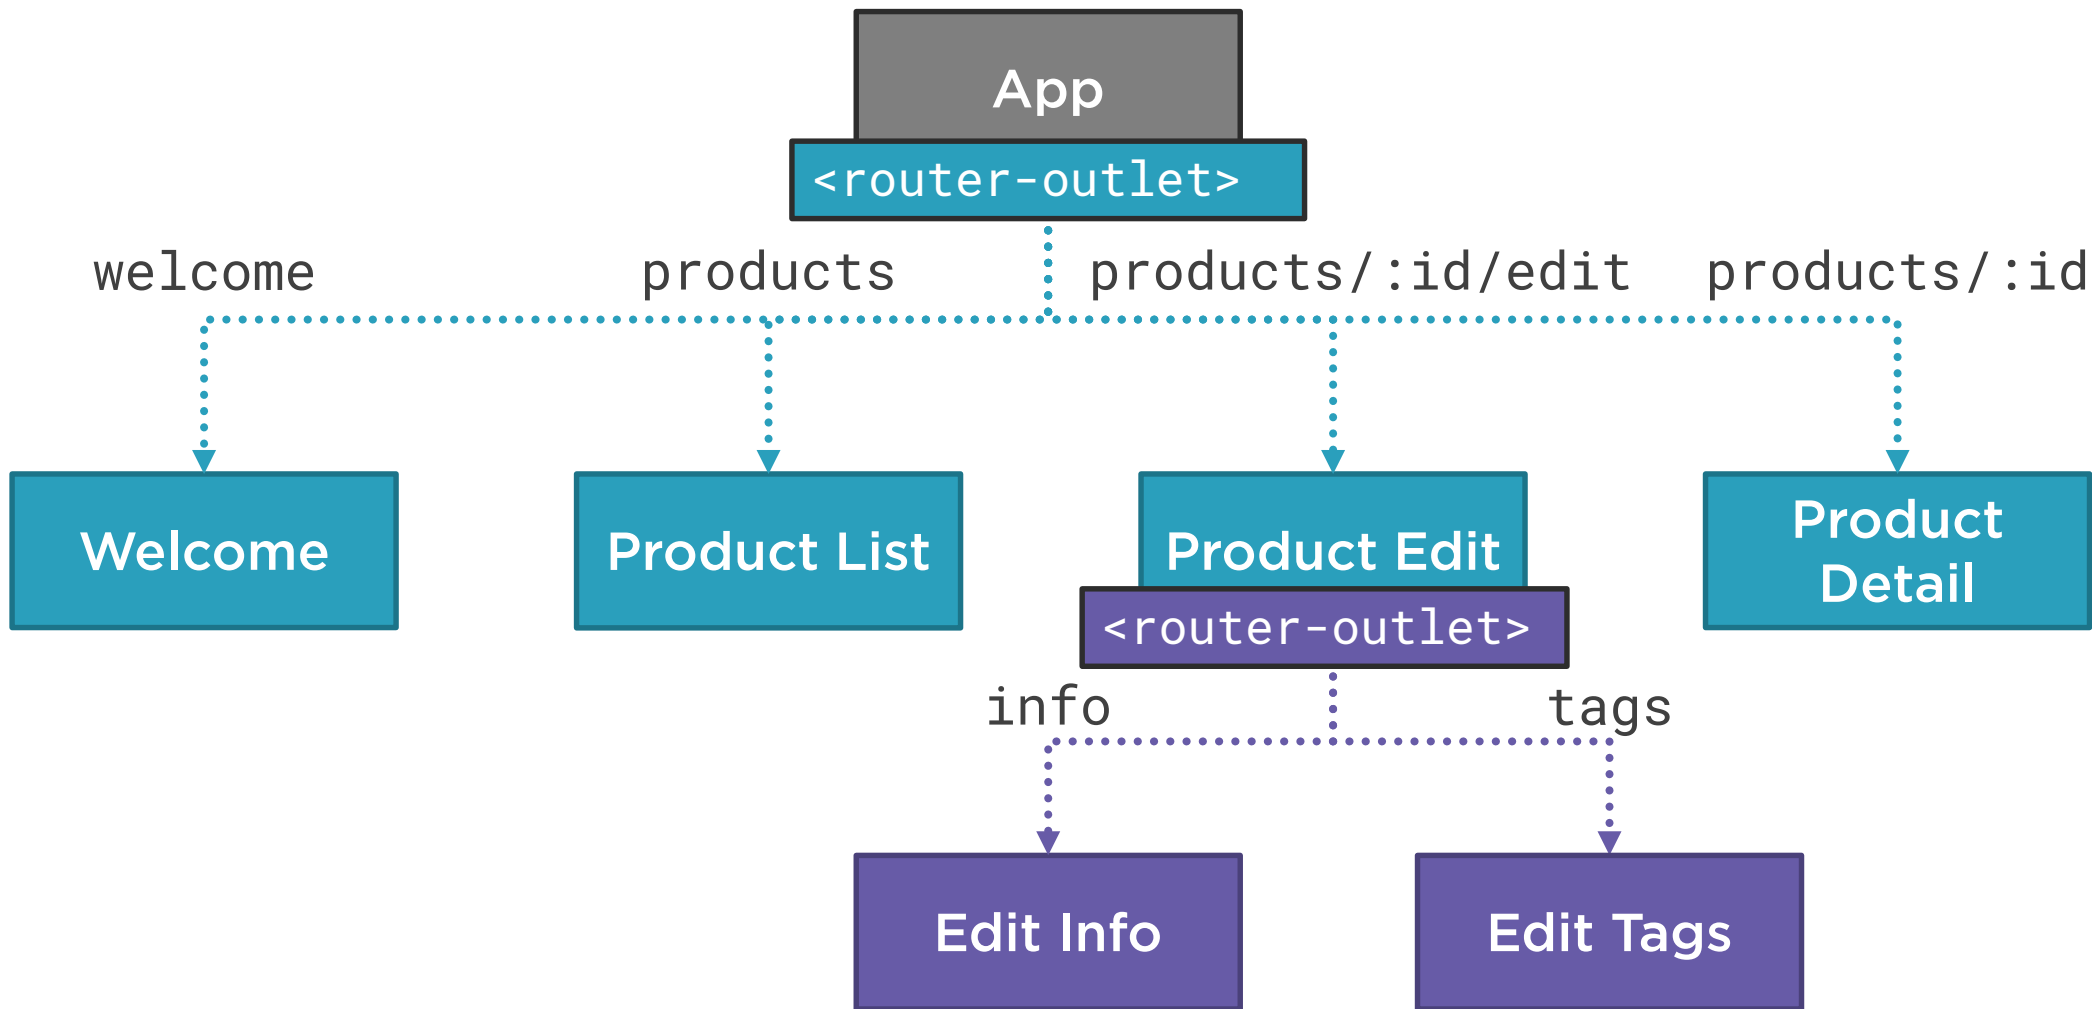 App
<router-outlet>
welcome
products
products/:id/edit
products/:id
Welcome
Product List
Product Edit
Product
Detail
<router-outlet>
info
tags
Edit Info
Edit Tags